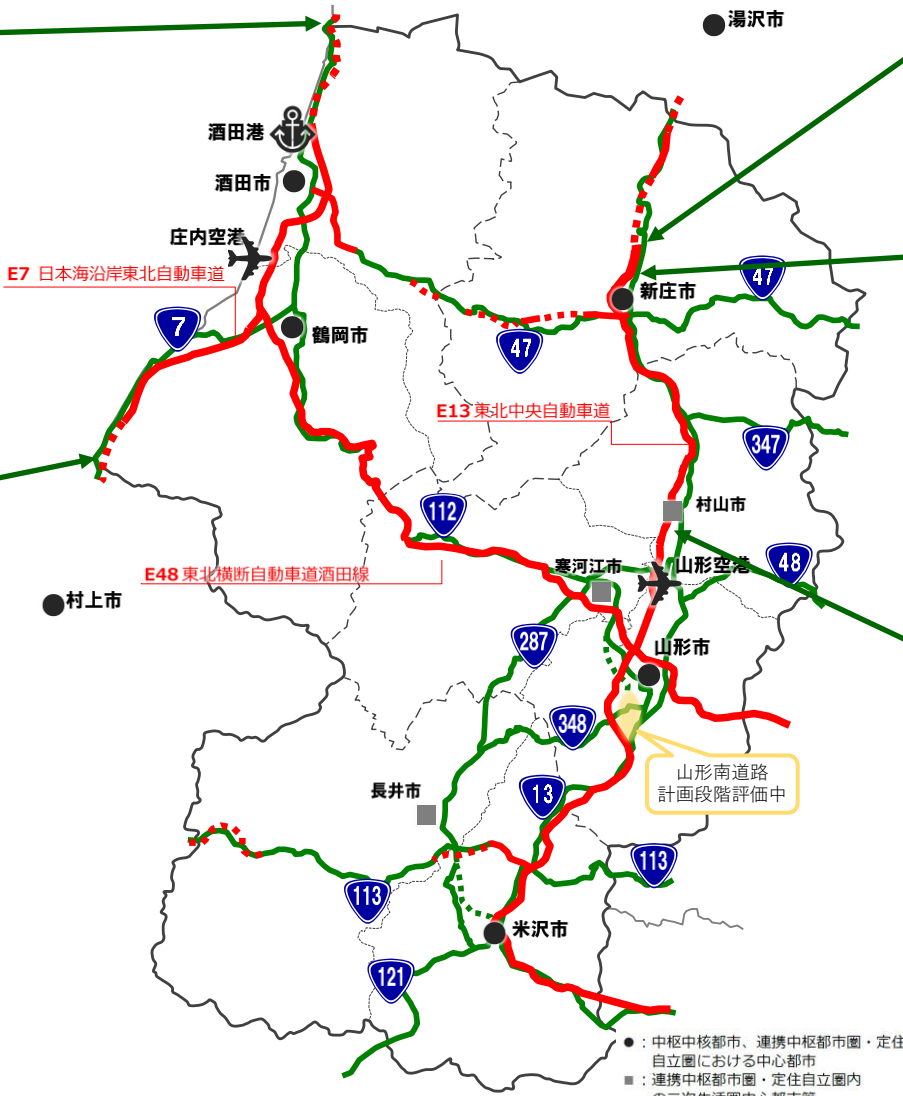 湯沢市
酒田港
酒田市
庄内空港
E7 日本海沿岸東北自動車道
7
鶴岡市
47
新庄市
47
E13 東北中央自動車道
347
村山市
112
寒河江市
山形空港
48
E48 東北横断自動車道酒田線
村上市
287
山形市
348
山形南道路
計画段階評価中
長井市
13
113
113
米沢市
121
●：中枢中核都市、連携中枢都市圏・定住
自立圏における中心都市
■：連携中枢都市圏・定住自立圏内